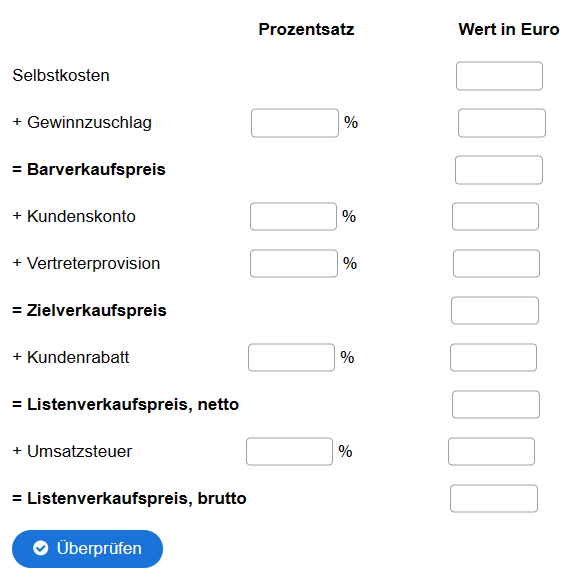 Prozentsatz Wert in Euro
Selbstkosten
+ Gewinnzuschlag %
= Barverkaufspreis
+ Kundenskonto %
+ Vertreterprovision %
= Zielverkaufspreis
+ Kundenrabatt %
= Listenverkaufspreis, netto
+ Umsatzsteuer %
= Listenverkaufspreis, brutto
Überprüfen